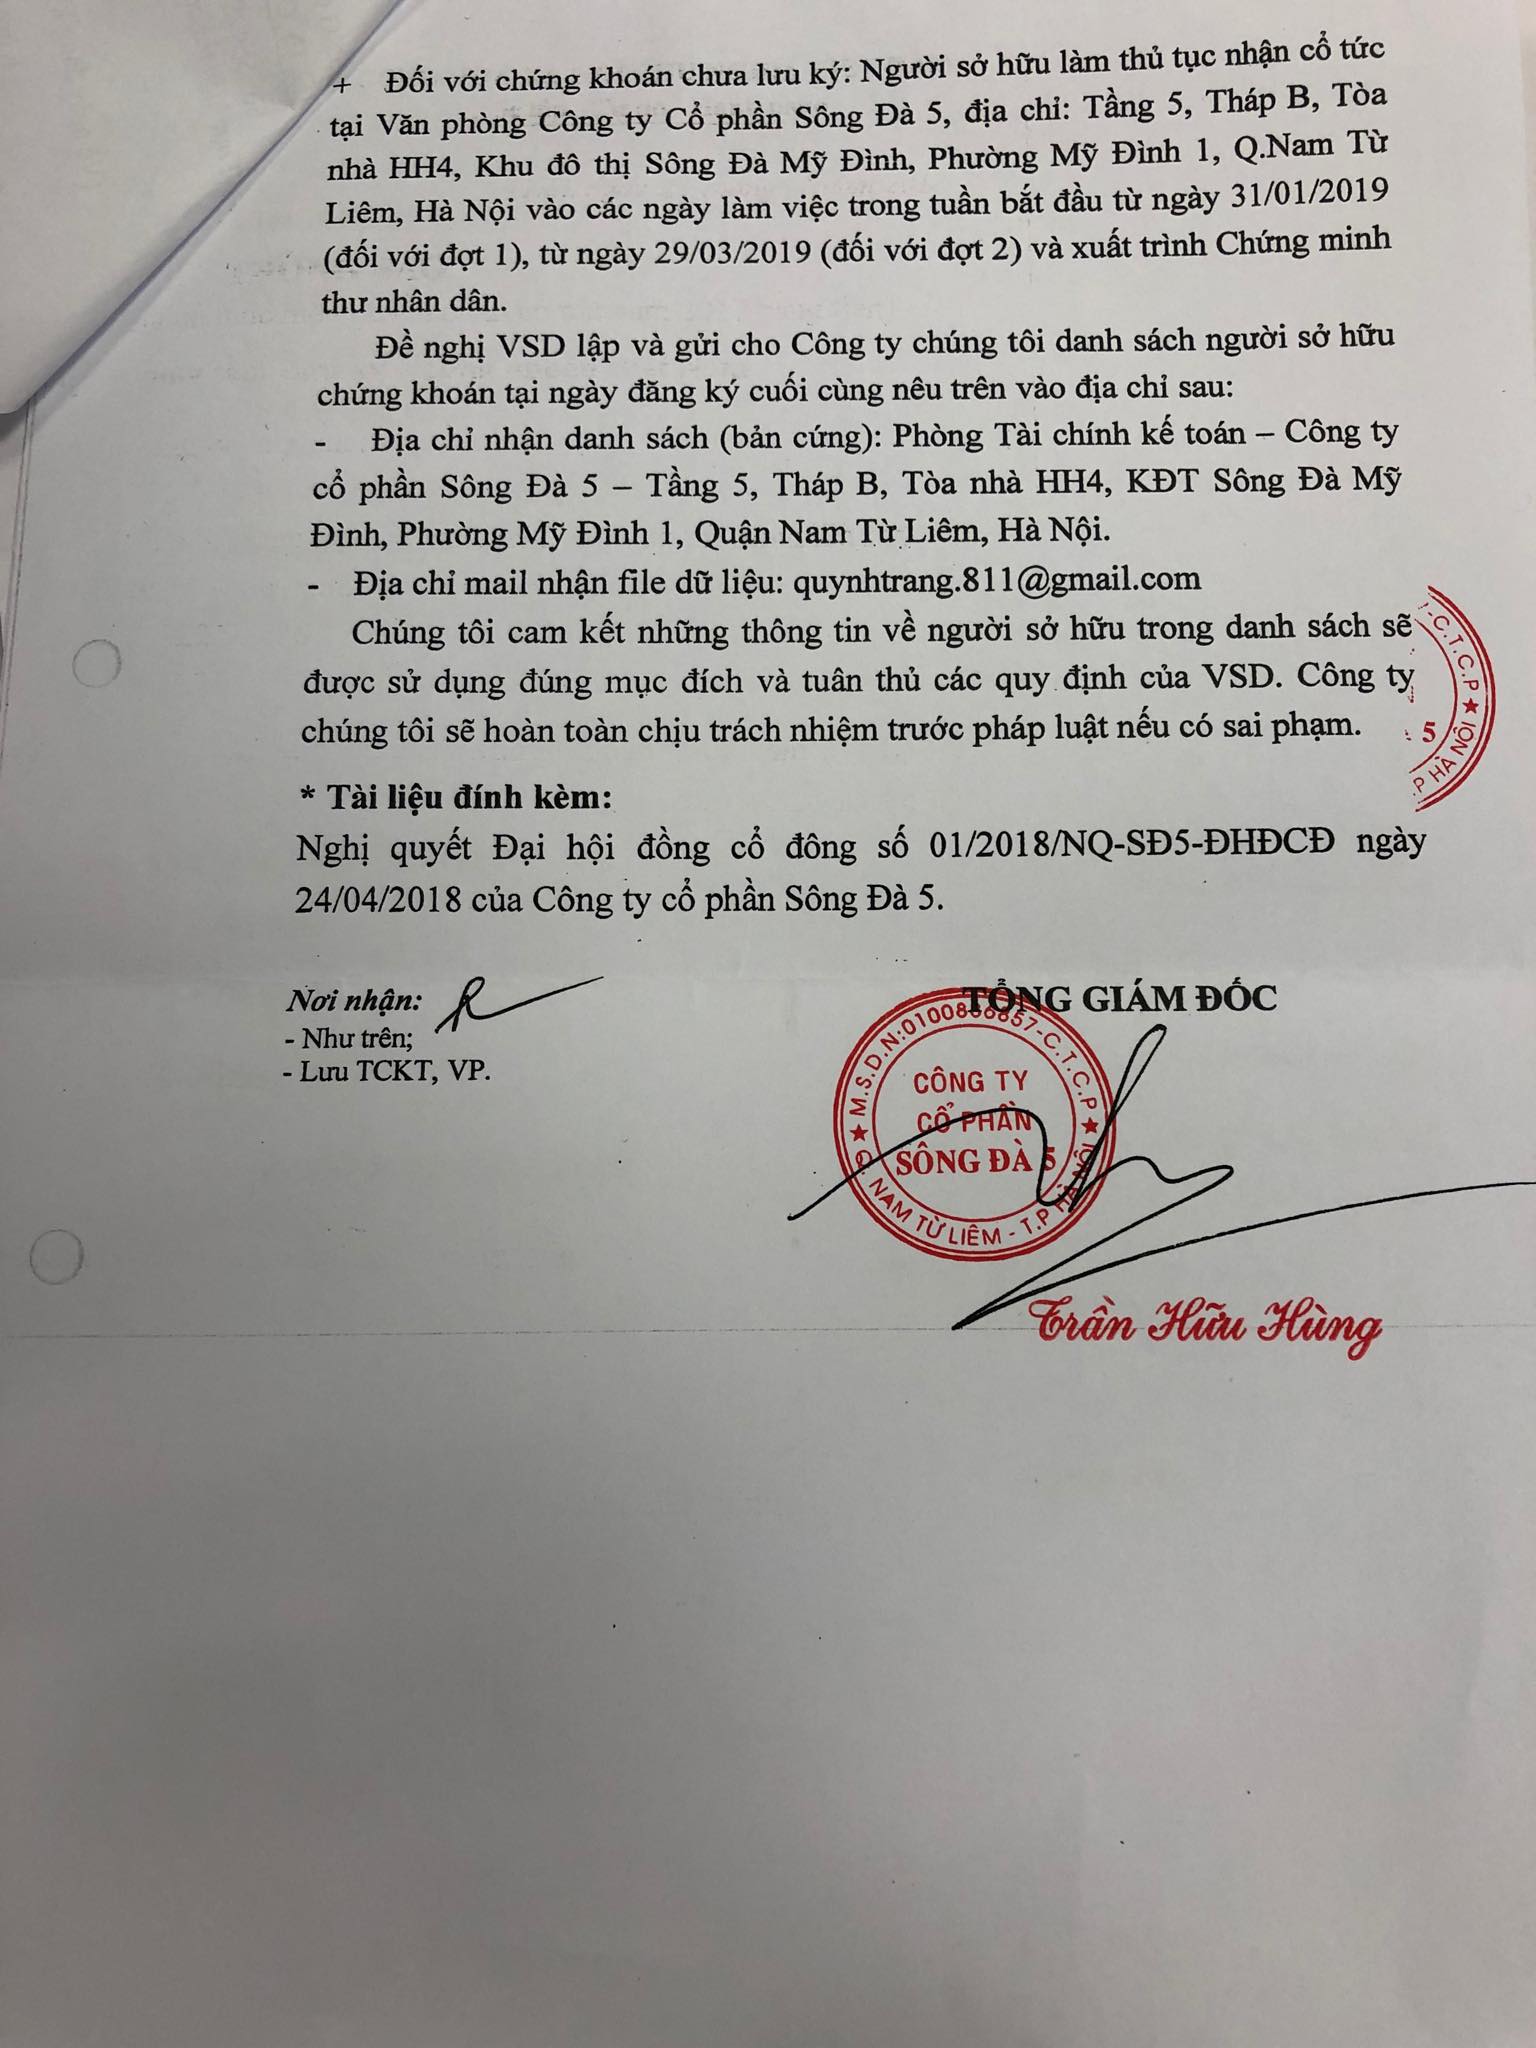 + Đối với chứng khoán chưa lưu ký: Người sở hữu làm thủ tục nhận cổ tức
tại Văn phòng Công ty Cổ phần Sông Đà 5, địa chỉ: Tầng 5, Tháp B, Tòa
nhà HH4, Khu đô thị Sông Đà Mỹ Đình, Phường Mỹ Đình 1, Q.Nam Từ
Liêm, Hà Nội vào các ngày làm việc trong tuần bắt đầu từ ngày 31/01/2019
(đối với đợt 1), từ ngày 29/03/2019 (đối với đợt 2) và xuất trình Chứng minh
thư nhân dân.
Đề nghị VSD lập và gửi cho Công ty chúng tôi danh sách người sở hữu
chứng khoán tại ngày đăng ký cuối cùng nêu trên vào địa chỉ sau:
- Địa chỉ nhận danh sách (bản cứng): Phòng Tài chính kế toán – Công ty
cổ phần Sông Đà 5 – Tầng 5, Tháp B, Tòa nhà HH4, KĐT Sông Đà Mỹ
Đình, Phường Mỹ Đình 1, Quận Nam Từ Liêm, Hà Nội.
- Địa chỉ mail nhận file dữ liệu: quynhtrang.811@gmail.com
Chúng tôi cam kết những thông tin về người sở hữu trong danh sách sẽ
được sử dụng đúng mục đích và tuân thủ các quy định của VSD. Công ty
chúng tôi sẽ hoàn toàn chịu trách nhiệm trước pháp luật nếu có sai phạm.
-C.T.C.P ★
5
.P HÀ NỘI
* Tài liệu đính kèm:
Nghị quyết Đại hội đồng cổ đông số 01/2018/NQ-SĐ5-ĐHĐCĐ ngày
24/04/2018 của Công ty cổ phần Sông Đà 5.
Nơi nhận:
- Như trên;
- Lưu TCKT, VP.
TỔNG GIÁM ĐỐC
★ M.S.D.N: -C.T.C.P ★
CÔNG TY
CỔ PHẦN
SÔNG ĐÀ 5
Q. NAM TỪ LIÊM - T.P HÀ NỘI
Trần Hữu Hùng